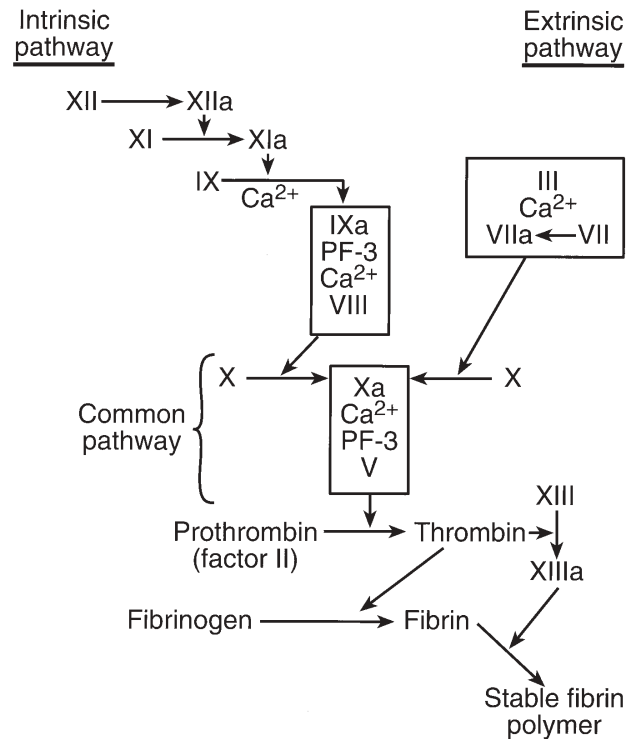 Intrinsic
pathway
Extrinsic
pathway
XII
XIIa
XI
XIa
IX
Ca2+
IXa
PF-3
Ca2+
VIII
III
Ca2+
VIIa
VII
X
Xa
Ca2+
PF-3
V
X
Common
pathway
Prothrombin
(factor II)
Thrombin
XIII
XIIIa
Fibrinogen
Fibrin
Stable fibrin
polymer